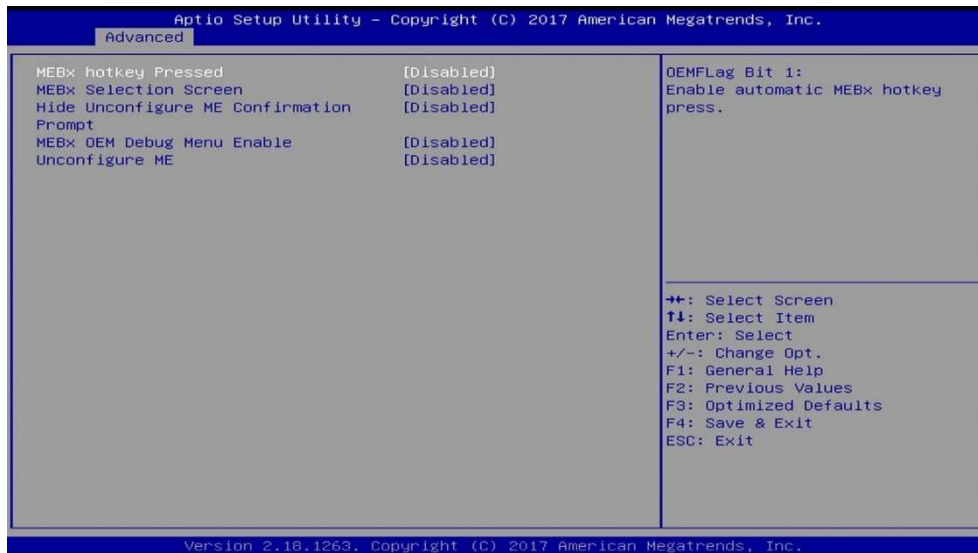 Aptio Setup Utility – Copyright (C) 2017 American Megatrends, Inc.
Advanced
MEBx hotkey Pressed [Disabled]
MEBx Selection Screen [Disabled]
Hide Unconfigure ME Confirmation [Disabled]
Prompt
MEBx OEM Debug Menu Enable [Disabled]
Unconfigure ME [Disabled]
OEMFLag Bit 1:
Enable automatic MEBx hotkey
press.
→←: Select Screen
↑↓: Select Item
Enter: Select
+/-: Change Opt.
F1: General Help
F2: Previous Values
F3: Optimized Defaults
F4: Save & Exit
ESC: Exit
Version 2.18.1263. Copyright (C) 2017 American Megatrends, Inc.